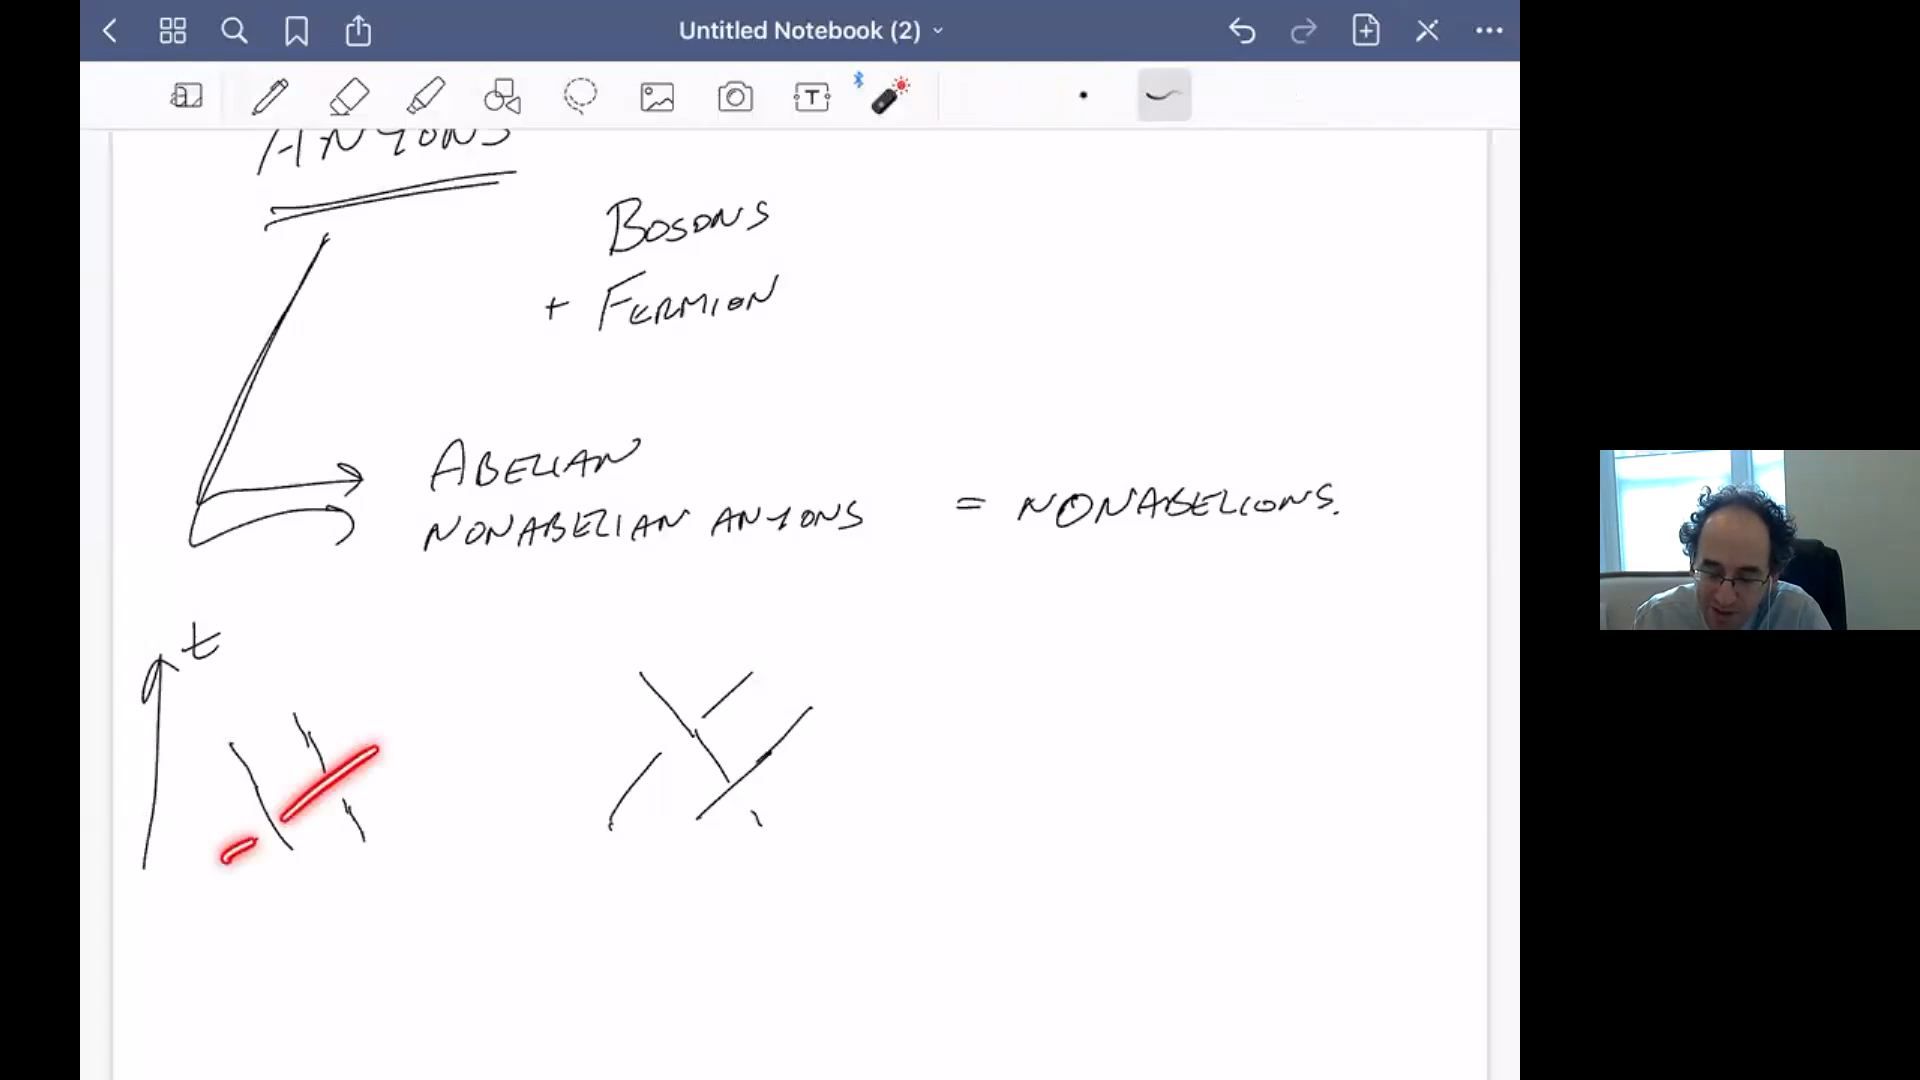 Untitled Notebook (2)
T
ANYONS
BOSONS
+ FERMION
ABELIAN
NONABELIAN ANYONS = NONABELIONS.
t